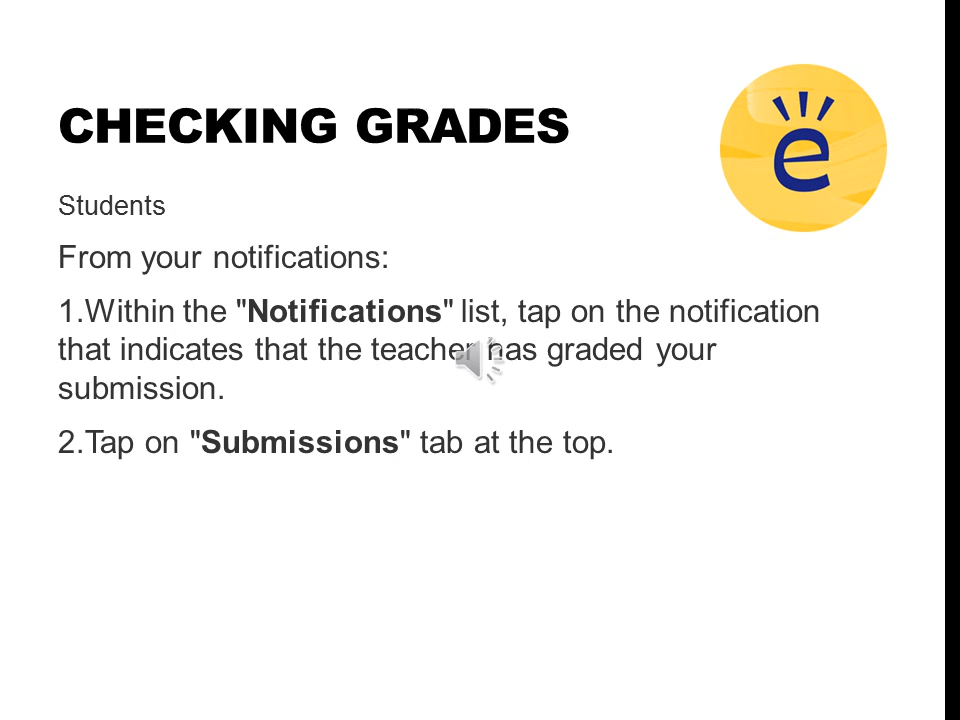 CHECKING GRADES
e
Students
From your notifications:
1.Within the "Notifications" list, tap on the notification
that indicates that the teacher has graded your
submission.
2.Tap on "Submissions" tab at the top.